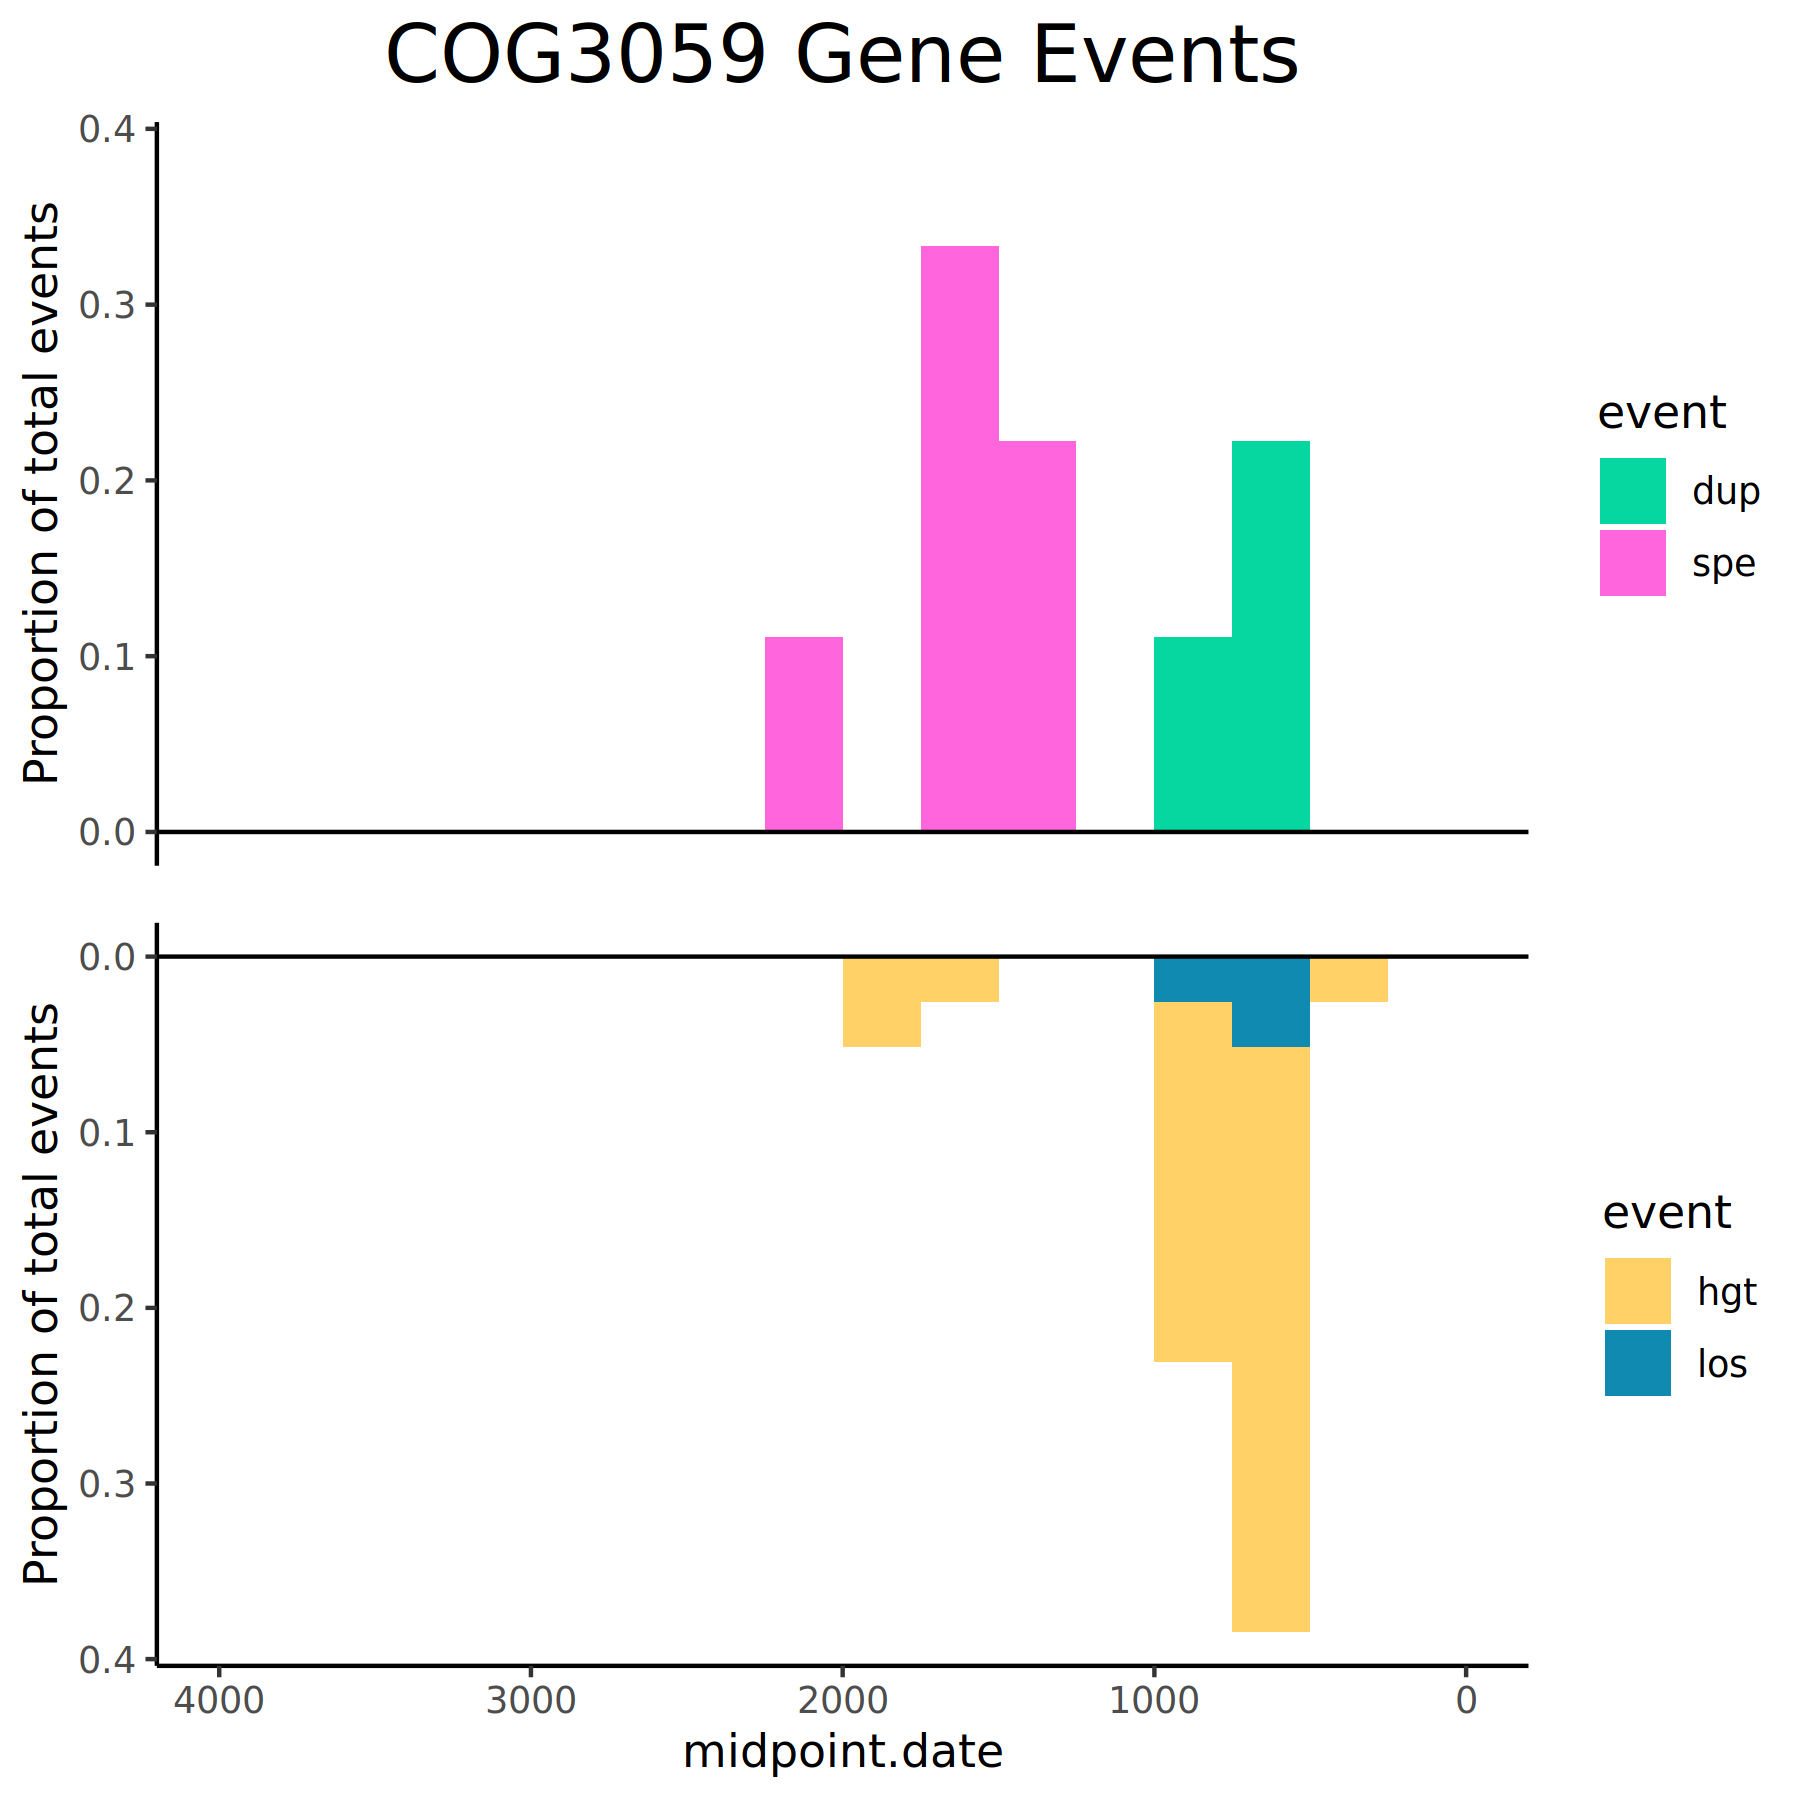 COG3059 Gene Events
Proportion of total events
0.4
0.3
0.2
0.1
0.0
event
dup
spe
Proportion of total events
0.0
0.1
0.2
0.3
0.4
event
hgt
los
4000 3000 2000 1000 0
midpoint.date